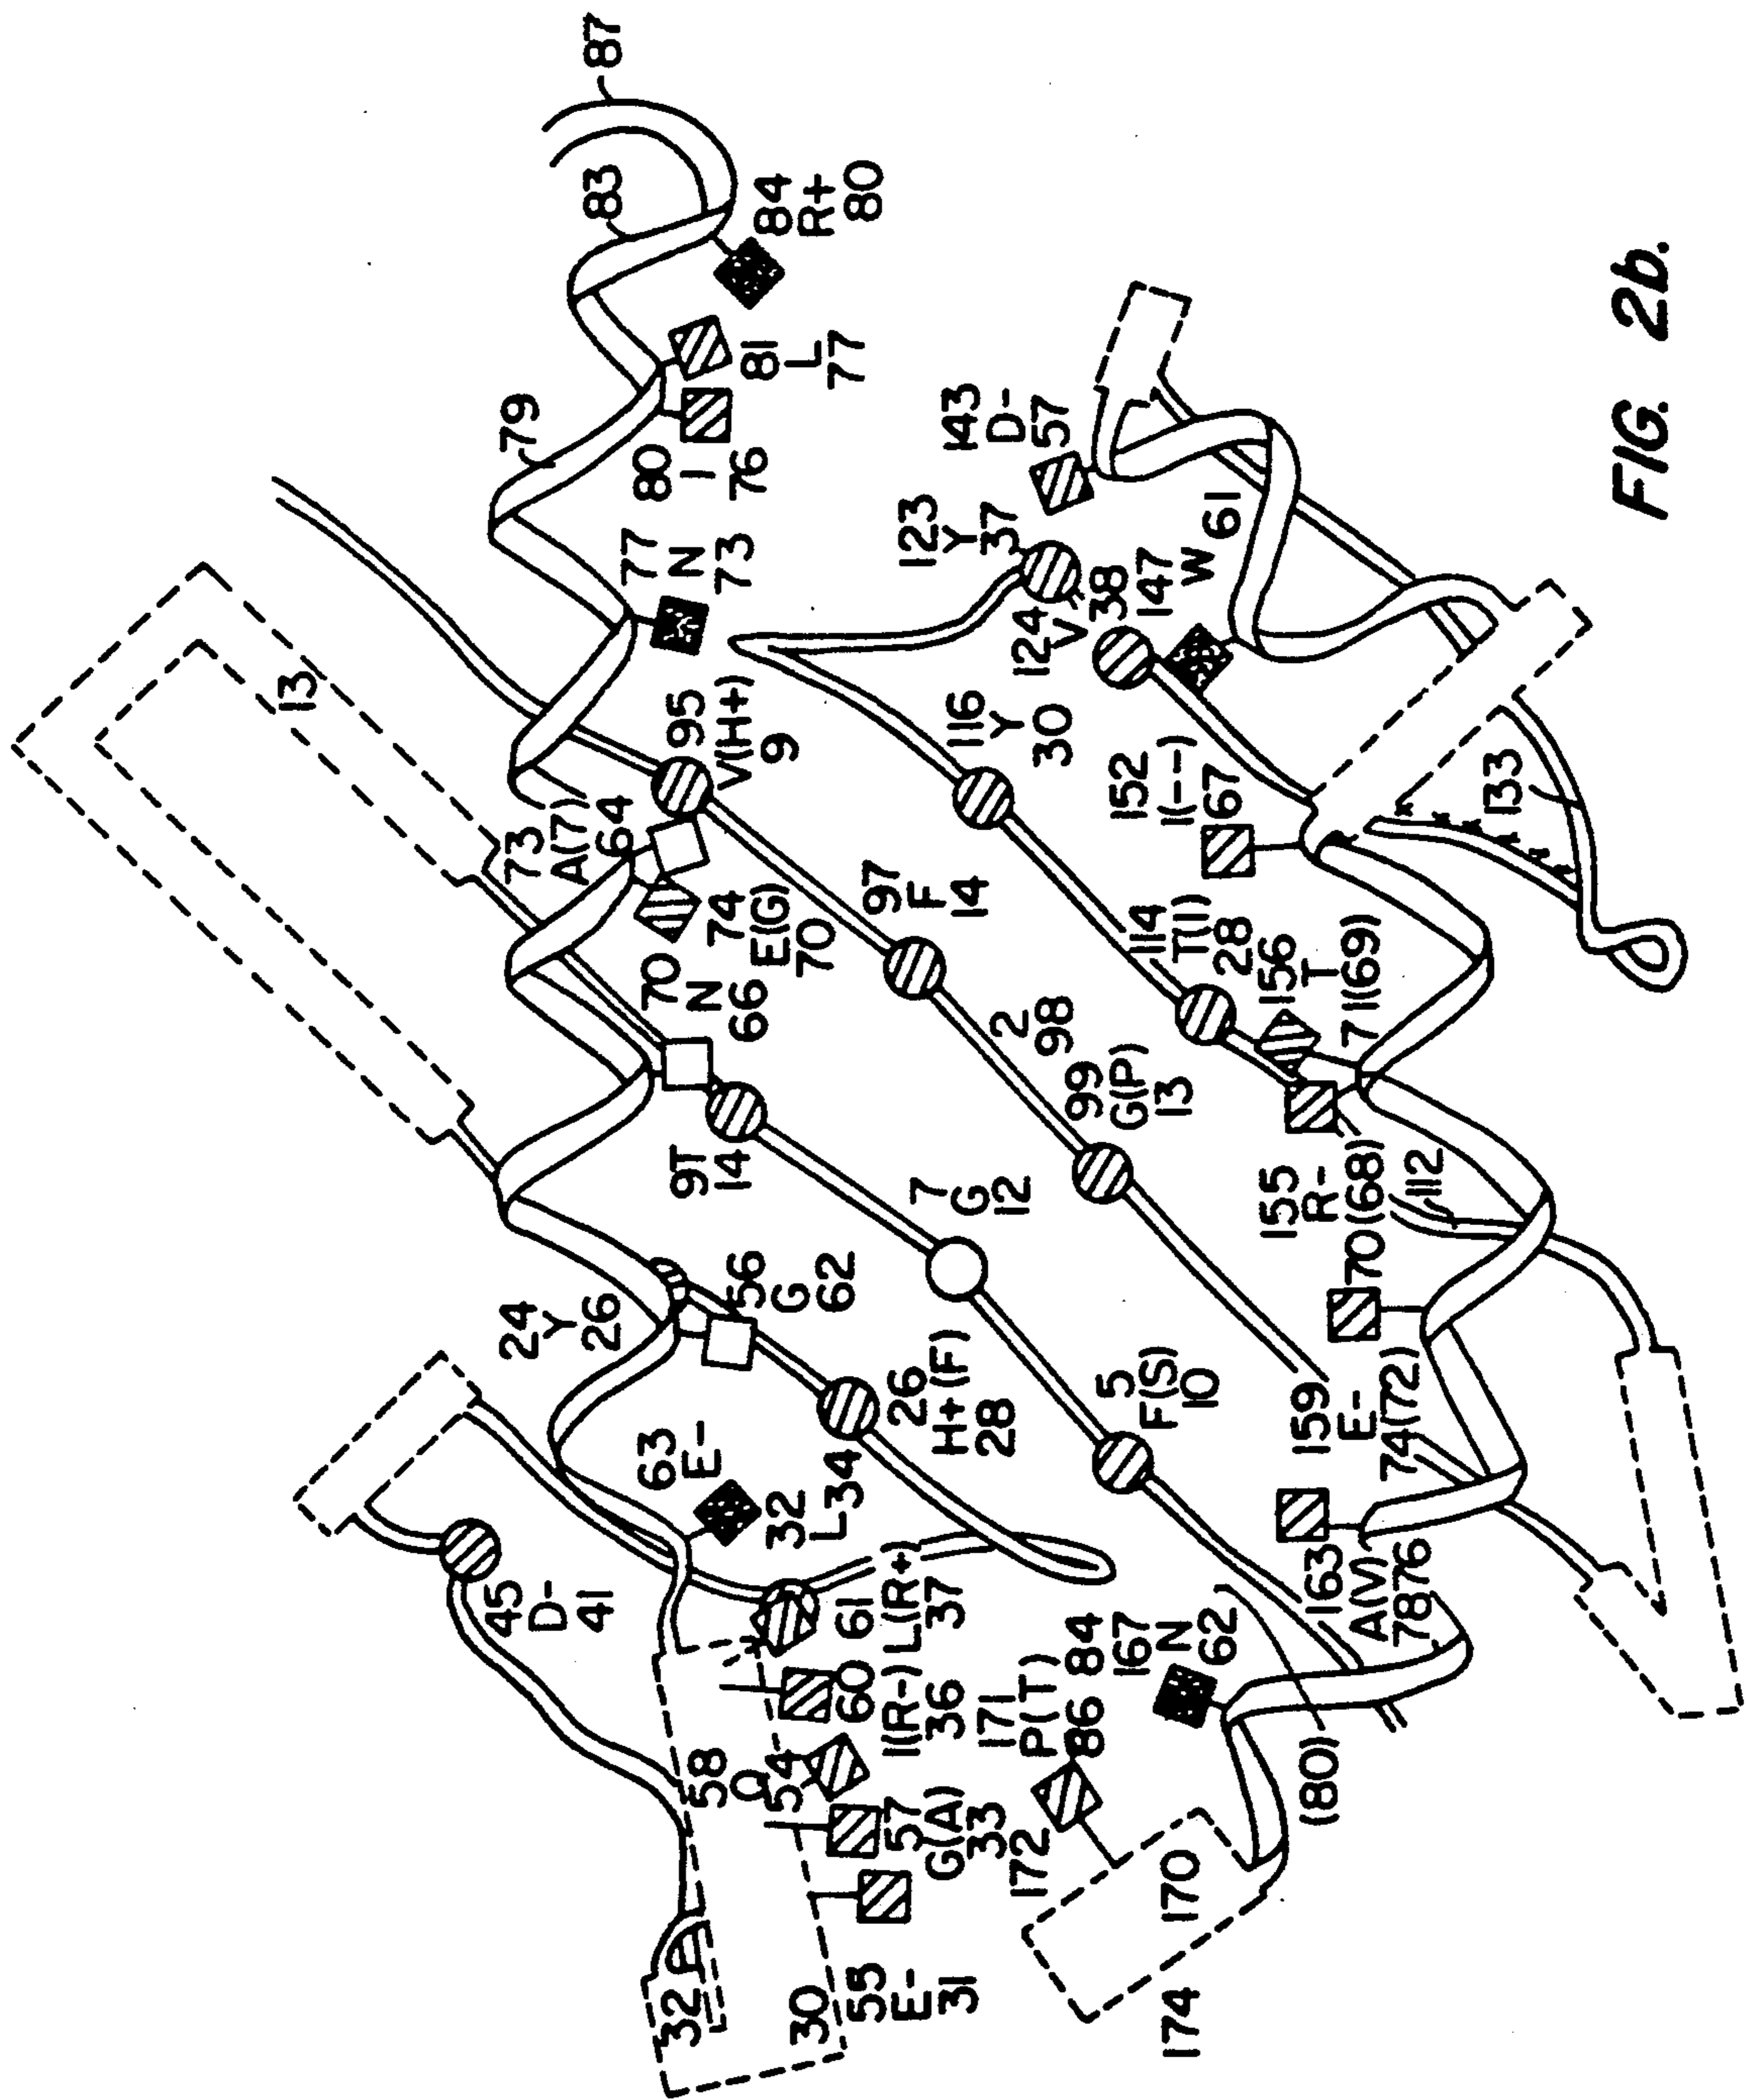 87
83
84
R+
80
79
81
L
77
80
I
76
77
N
73
13
95
V(H+)
9
73
A(7)
64
74
E(G)
70
70
N
66
97
F
14
9T
14
2
98
99
G(P)
13
7
G
12
24
Y
26
56
G
62
26
H+(F)
28
5
F(S)
10
63
E-
32
L34
45
D-
41
61
L(R+)
37
60
I(R-)
36
58
Q
54
57
G(A)
33
32
30
55
E-
31
143
D-
57
123
Y
37
124
V
38
147
W
61
116
Y
30
152
I(--)
67
114
T(I)
28
156
T
71(69)
133
155
R-
70(68)
112
159
E-
74(72)
163
A(V)
7876
167
N
62
84
171
P(T)
86
172
170
174
(80)
FIG. 2b.